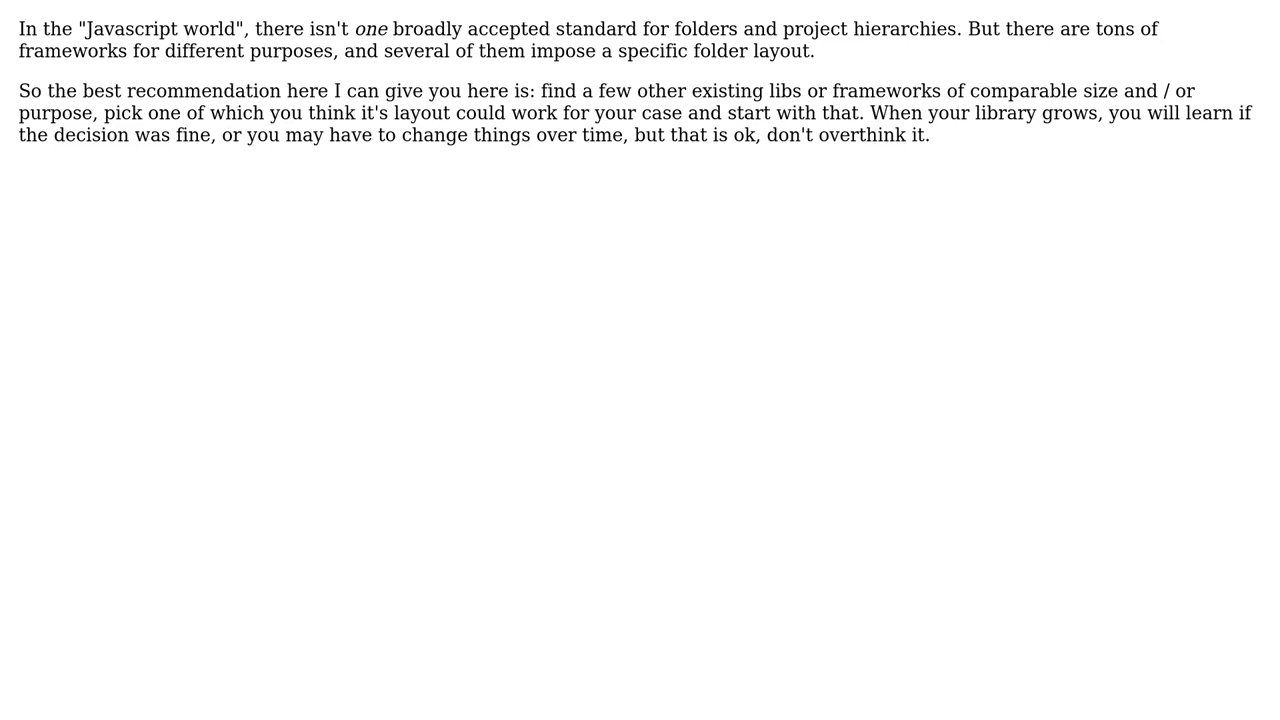 In the "Javascript world", there isn't one broadly accepted standard for folders and project hierarchies. But there are tons of
frameworks for different purposes, and several of them impose a specific folder layout.
So the best recommendation here I can give you here is: find a few other existing libs or frameworks of comparable size and / or
purpose, pick one of which you think it's layout could work for your case and start with that. When your library grows, you will learn if
the decision was fine, or you may have to change things over time, but that is ok, don't overthink it.